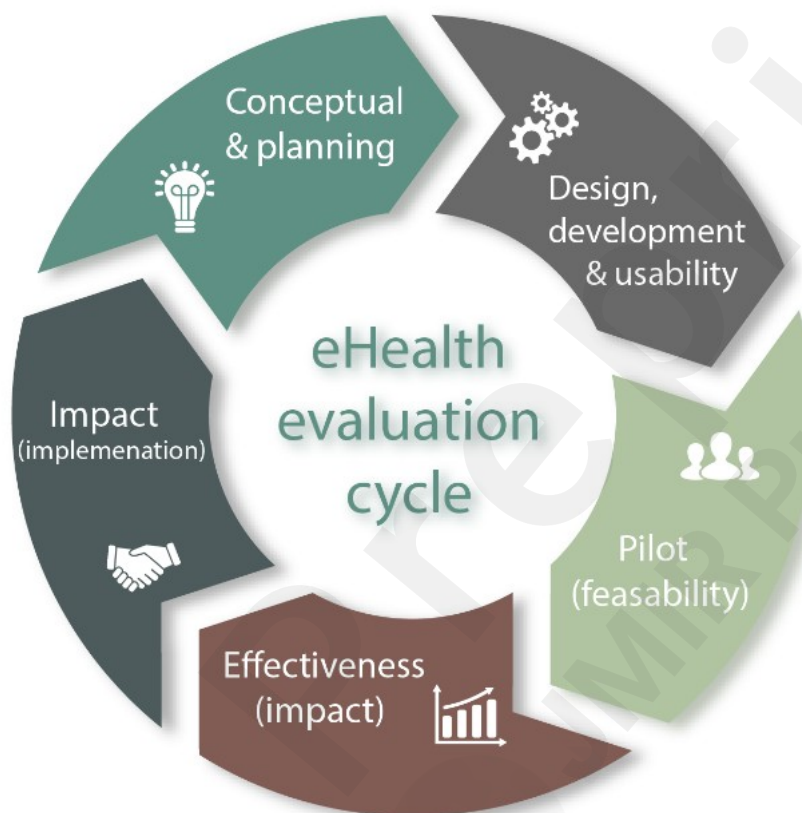 Conceptual
& planning
Design,
development
& usability
eHealth
evaluation
cycle
Impact
(implemenation)
Pilot
(feasability)
Effectiveness
(impact)